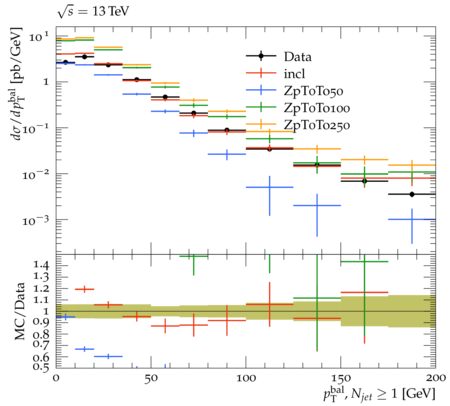 √s = 13 TeV
dσ/dp_T^bal [pb/GeV]
10^1
1
10^−1
10^−2
10^−3
Data
incl
ZpToTo50
ZpToTo100
ZpToTo250
MC/Data
1.4
1.3
1.2
1.1
1
0.9
0.8
0.7
0.6
0.5
0 50 100 150 200
p_T^bal, N_jet ≥ 1 [GeV]